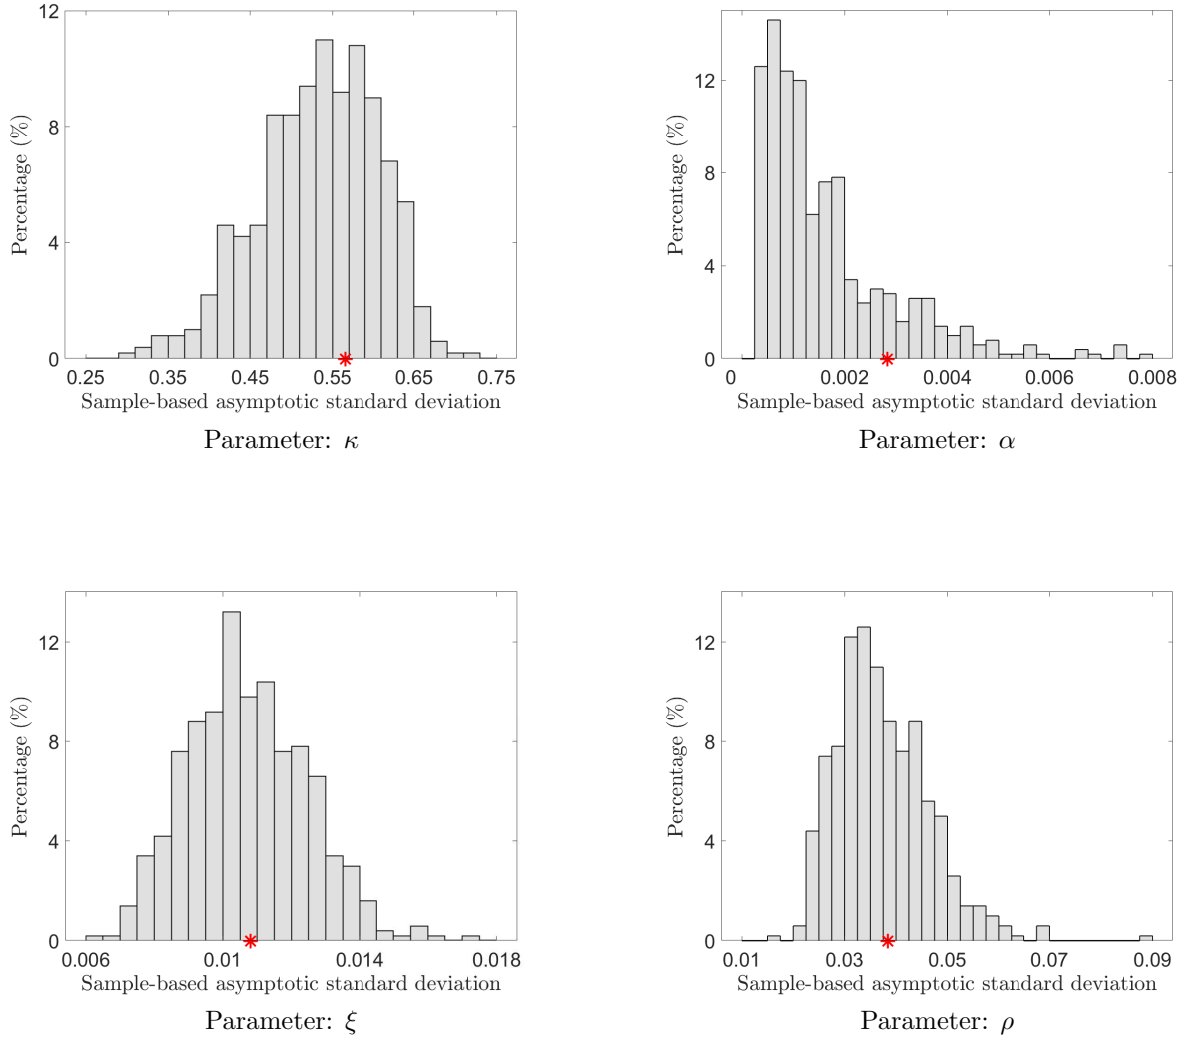 12
8
4
0
Percentage (%)
0.25 0.35 0.45 0.55 0.65 0.75
Sample-based asymptotic standard deviation
Parameter: κ
12
8
4
0
Percentage (%)
0 0.002 0.004 0.006 0.008
Sample-based asymptotic standard deviation
Parameter: α
12
8
4
0
Percentage (%)
0.006 0.01 0.014 0.018
Sample-based asymptotic standard deviation
Parameter: ξ
12
8
4
0
Percentage (%)
0.01 0.03 0.05 0.07 0.09
Sample-based asymptotic standard deviation
Parameter: ρ